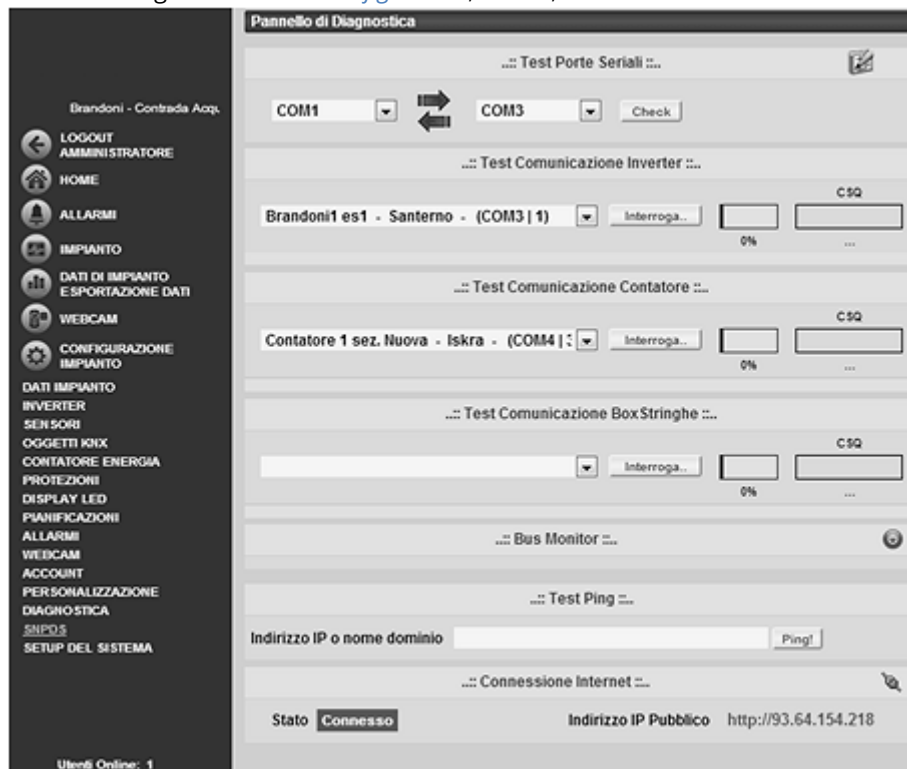 Pannello di Diagnostica
..:: Test Porte Seriali ::..
COM1
COM3
Check
..:: Test Comunicazione Inverter ::..
CSQ
Brandoni1 es1 - Santerno - (COM3 | 1)
Interroga..
0%
...
..:: Test Comunicazione Contatore ::..
CSQ
Contatore 1 sez. Nuova - Iskra - (COM4 |
Interroga..
0%
...
..:: Test Comunicazione BoxStringhe ::..
CSQ
Interroga..
0%
...
..:: Bus Monitor ::..
..:: Test Ping ::..
Indirizzo IP o nome dominio
Ping!
..:: Connessione Internet ::..
Stato Connesso
Indirizzo IP Pubblico http://93.64.154.218
Brandoni - Contrada Acq.
LOGOUT
AMMINISTRATORE
HOME
ALLARMI
IMPIANTO
DATI DI IMPIANTO
ESPORTAZIONE DATI
WEBCAM
CONFIGURAZIONE
IMPIANTO
DATI IMPIANTO
INVERTER
SENSORI
OGGETTI KNX
CONTATORE ENERGIA
PROTEZIONI
DISPLAY LED
PIANIFICAZIONI
ALLARMI
WEBCAM
ACCOUNT
PERSONALIZZAZIONE
DIAGNOSTICA
SNPDS
SETUP DEL SISTEMA
Utenti Online: 1